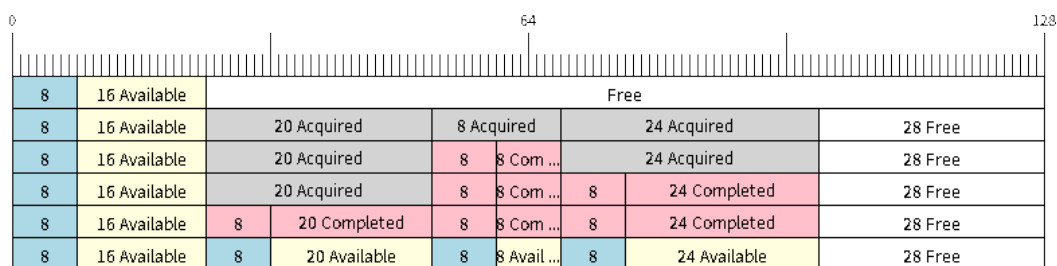 0 64 128
8 16 Available Free
8 16 Available 20 Acquired 8 Acquired 24 Acquired 28 Free
8 16 Available 20 Acquired 8 8 Com ... 24 Acquired 28 Free
8 16 Available 20 Acquired 8 8 Com ... 8 24 Completed 28 Free
8 16 Available 8 20 Completed 8 8 Com ... 8 24 Completed 28 Free
8 16 Available 8 20 Available 8 8 Avail ... 8 24 Available 28 Free